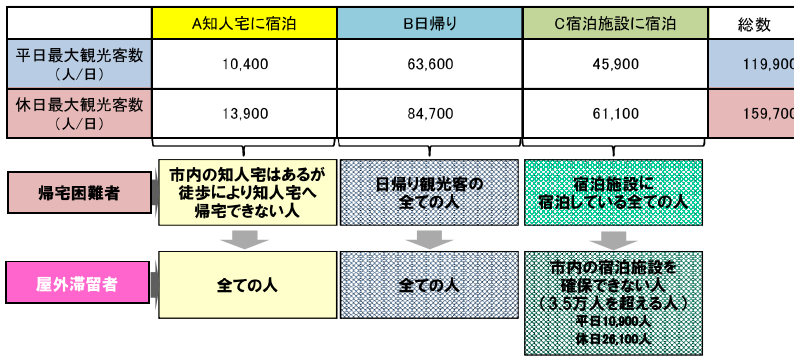 A知人宅に宿泊 B日帰り C宿泊施設に宿泊 総数
平日最大観光客数
（人/日）
10,400 63,600 45,900 119,900
休日最大観光客数
（人/日）
13,900 84,700 61,100 159,700
帰宅困難者
市内の知人宅はあるが
徒歩により知人宅へ
帰宅できない人
日帰り観光客の
全ての人
宿泊施設に
宿泊している全ての人
屋外滞留者
全ての人
全ての人
市内の宿泊施設を
確保できない人
（3.5万人を超える人）
平日10,900人
休日26,100人